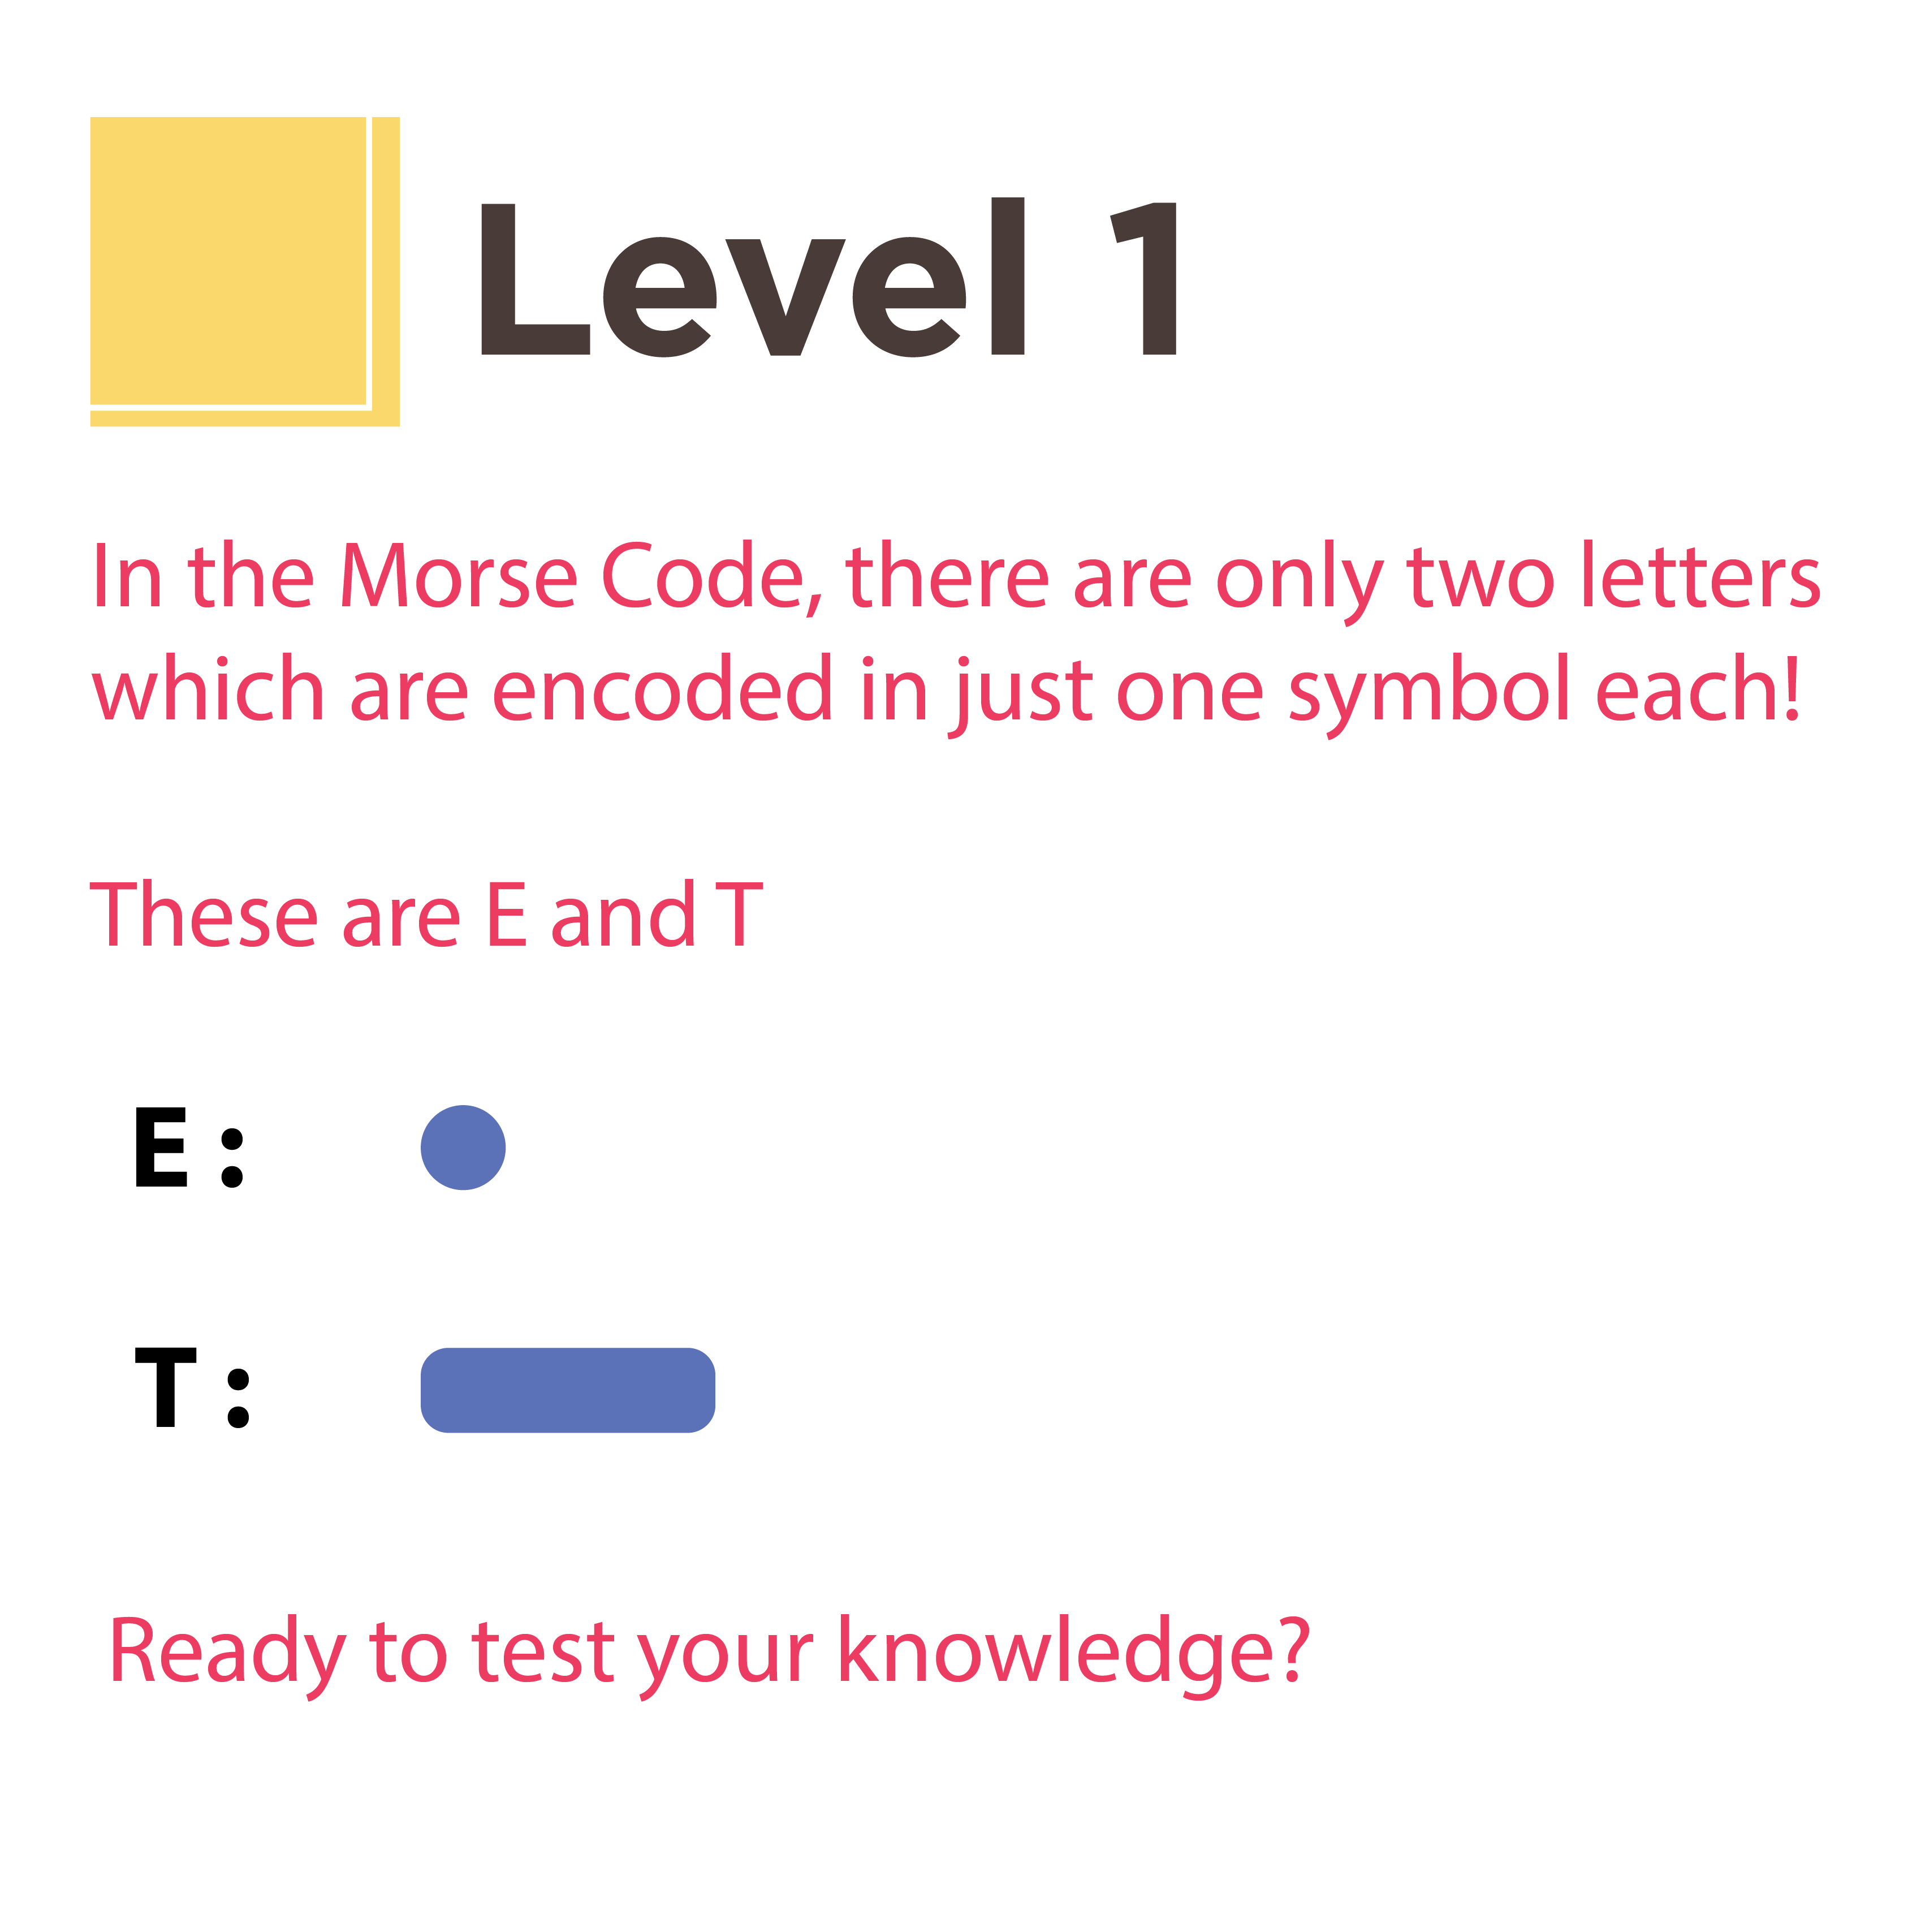 Level 1
In the Morse Code, there are only two letters
which are encoded in just one symbol each!
These are E and T
E:
T:
Ready to test your knowledge?